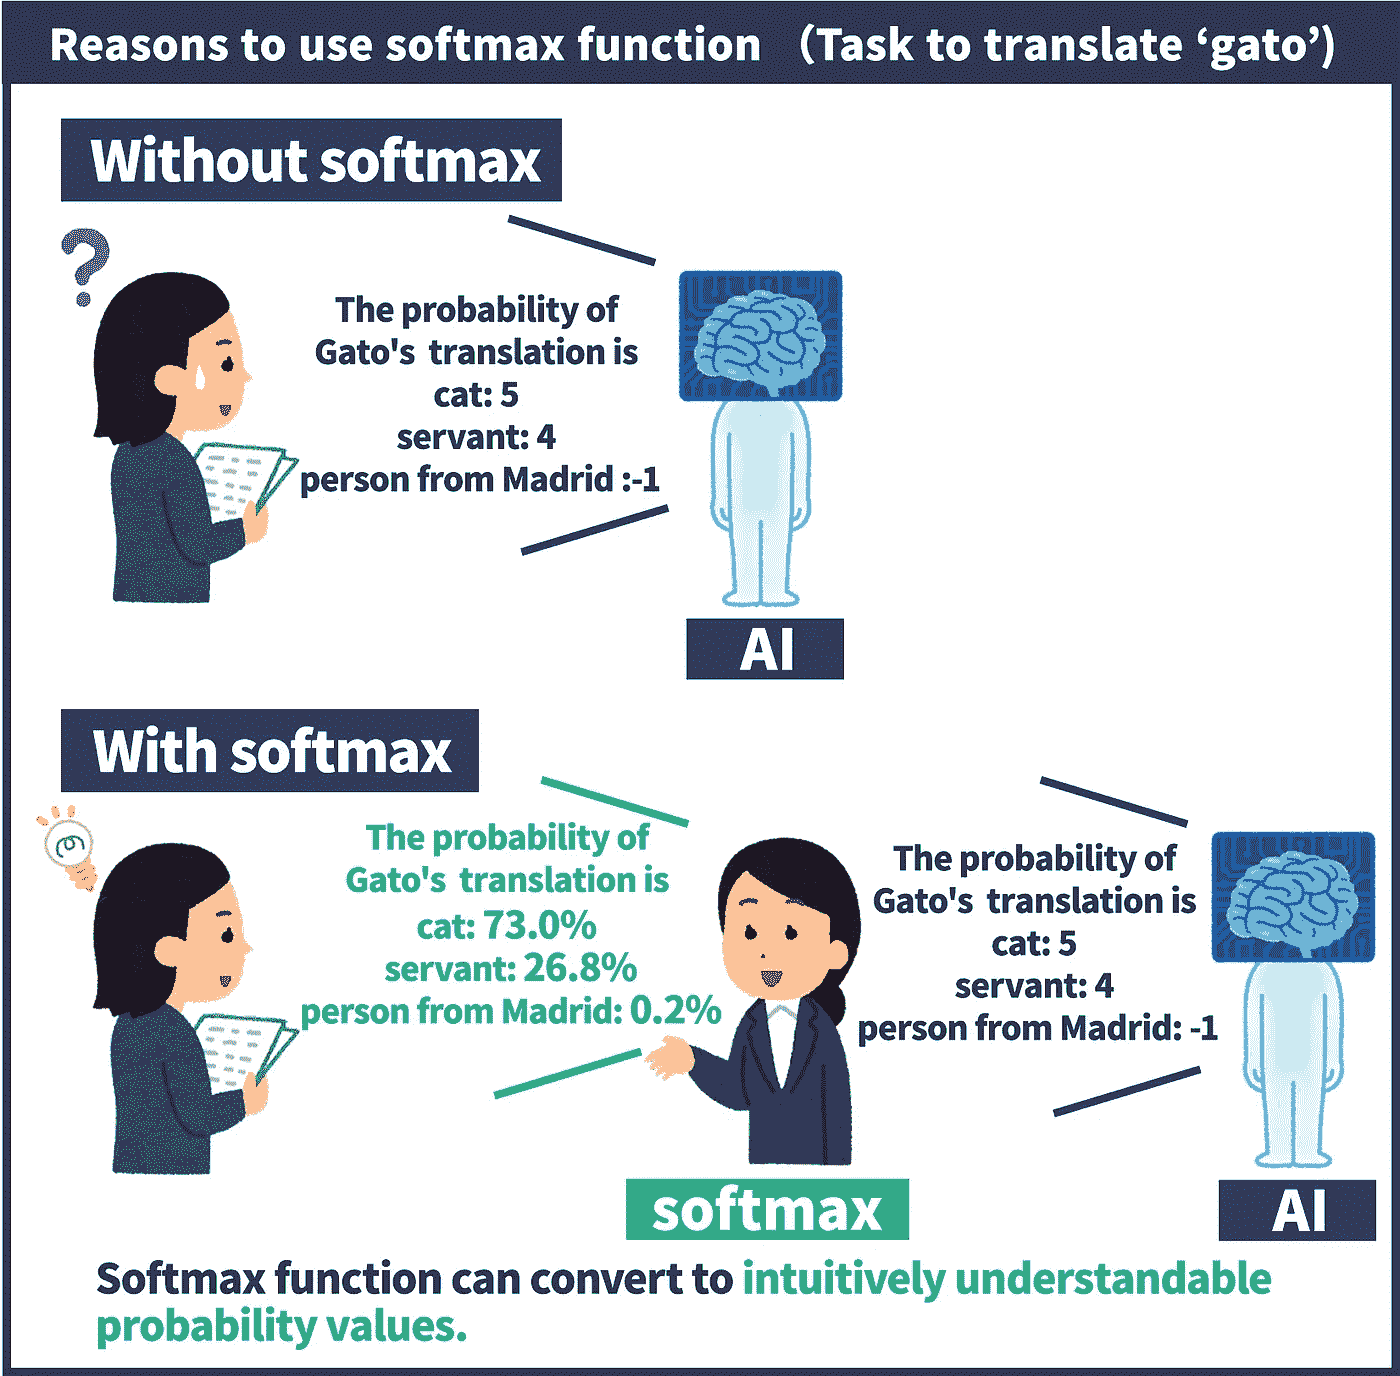 Reasons to use softmax function （Task to translate ‘gato’)
Without softmax
?
The probability of
Gato's translation is
cat: 5
servant: 4
person from Madrid :-1
AI
With softmax
The probability of
Gato's translation is
cat: 73.0%
servant: 26.8%
person from Madrid: 0.2%
The probability of
Gato's translation is
cat: 5
servant: 4
person from Madrid: -1
softmax
AI
Softmax function can convert to intuitively understandable
probability values.